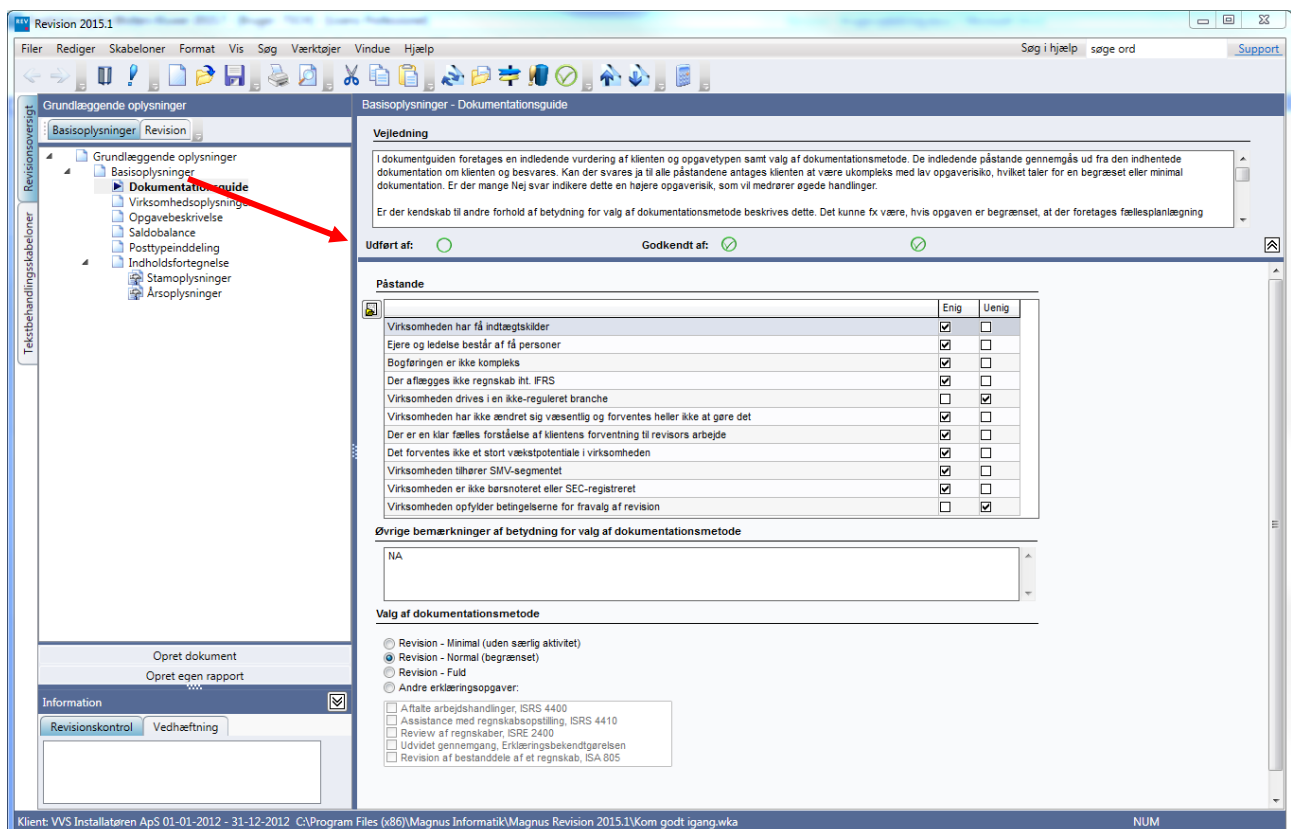 REV Revision 2015.1
Filer Rediger Skabeloner Format Vis Søg Værktøjer Vindue Hjælp Søg i hjælp søge ord Support
Revisionsoversigt
Tekstbehandlingsskabeloner
Grundlæggende oplysninger
Basisoplysninger Revision
Grundlæggende oplysninger
Basisoplysninger
Dokumentationsguide
Virksomhedsoplysninger
Opgavebeskrivelse
Saldobalance
Posttypeinddeling
Indholdsfortegnelse
Stamoplysninger
Årsoplysninger
Opret dokument
Opret egen rapport
Information
Revisionskontrol Vedhæftning
Basisoplysninger - Dokumentationsguide
Vejledning
I dokumentguiden foretages en indledende vurdering af klienten og opgavetypen samt valg af dokumentationsmetode. De indledende påstande gennemgås ud fra den indhentede
dokumentation om klienten og besvares. Kan der svares ja til alle påstandene antages klienten at være ukompleks med lav opgaverisiko, hvilket taler for en begræset eller minimal
dokumentation. Er der mange Nej svar indikere dette en højere opgaverisik, som vil medrører øgede handlinger.
Er der kendskab til andre forhold af betydning for valg af dokumentationsmetode beskrives dette. Det kunne fx være, hvis opgaven er begrænset, at der foretages fællesplanlægning
Udført af: Godkendt af:
Påstande
Enig Uenig
Virksomheden har få indtægtskilder
Ejere og ledelse består af få personer
Bogføringen er ikke kompleks
Der aflægges ikke regnskab iht. IFRS
Virksomheden drives i en ikke-reguleret branche
Virksomheden har ikke ændret sig væsentlig og forventes heller ikke at gøre det
Der er en klar fælles forståelse af klientens forventning til revisors arbejde
Det forventes ikke et stort vækstpotentiale i virksomheden
Virksomheden tilhører SMV-segmentet
Virksomheden er ikke børsnoteret eller SEC-registreret
Virksomheden opfylder betingelserne for fravalg af revision
Øvrige bemærkninger af betydning for valg af dokumentationsmetode
NA
Valg af dokumentationsmetode
Revision - Minimal (uden særlig aktivitet)
Revision - Normal (begrænset)
Revision - Fuld
Andre erklæringsopgaver:
Aftalte arbejdshandlinger, ISRS 4400
Assistance med regnskabsopstilling, ISRS 4410
Review af regnskaber, ISRE 2400
Udvidet gennemgang, Erklæringsbekendtgørelsen
Revision af bestanddele af et regnskab, ISA 805
Klient: VVS Installatøren ApS 01-01-2012 - 31-12-2012 C:\Program Files (x86)\Magnus Informatik\Magnus Revision 2015.1\Kom godt igang.wka NUM